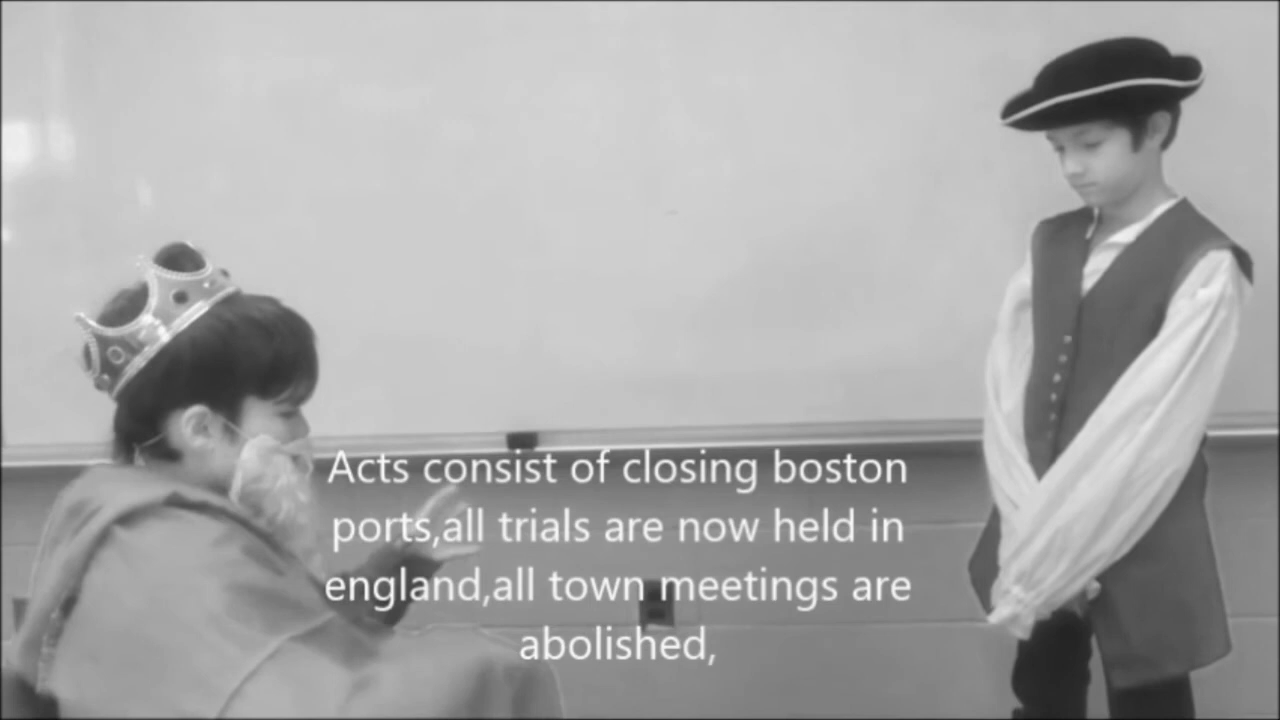 Acts consist of closing boston
ports,all trials are now held in
england,all town meetings are
abolished,